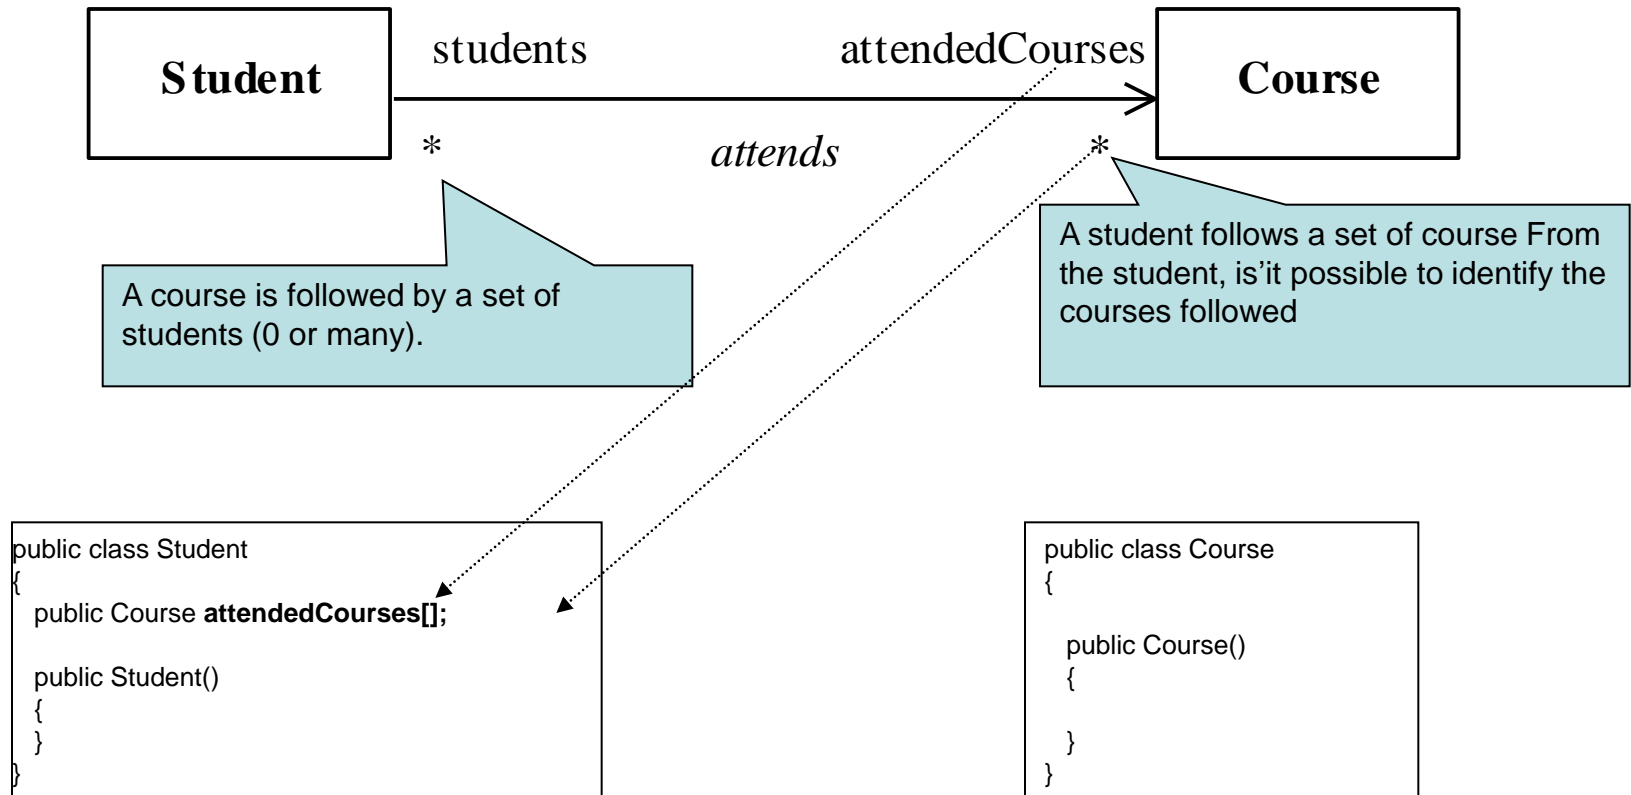 students
attendedCourses
Student
Course
*
attends
*
A student follows a set of course From
the student, is’it possible to identify the
courses followed
A course is followed by a set of
students (0 or many).
public class Student
{
public Course attendedCourses[];
public Student()
{
}
}
public class Course
{
public Course()
{
}
}